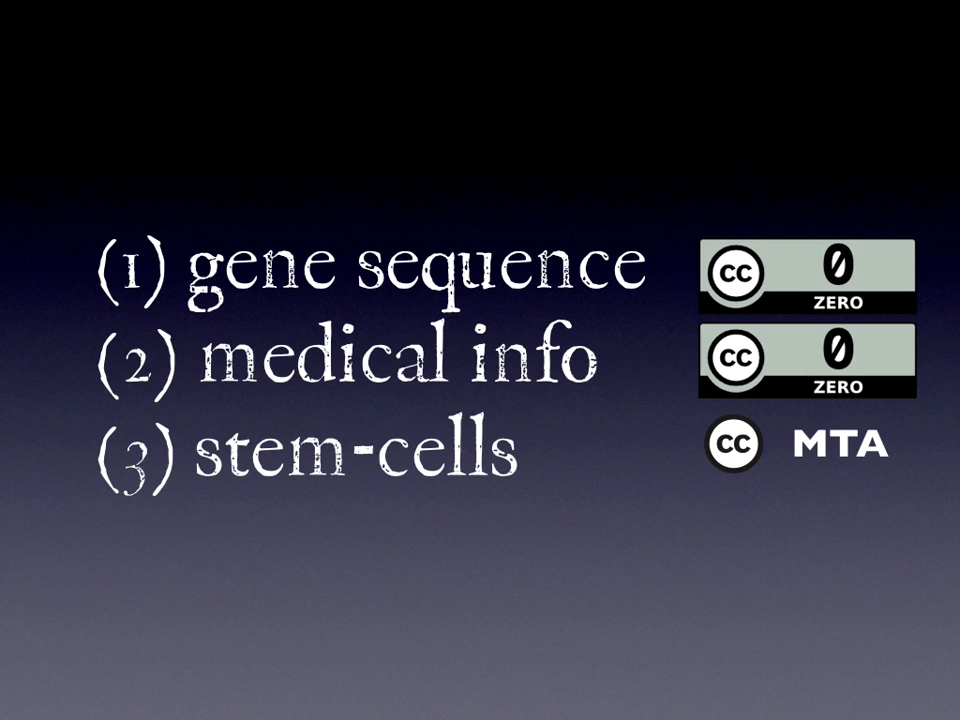 (1) gene sequence
cc 0
ZERO
(2) medical info
cc 0
ZERO
(3) stem-cells
cc MTA